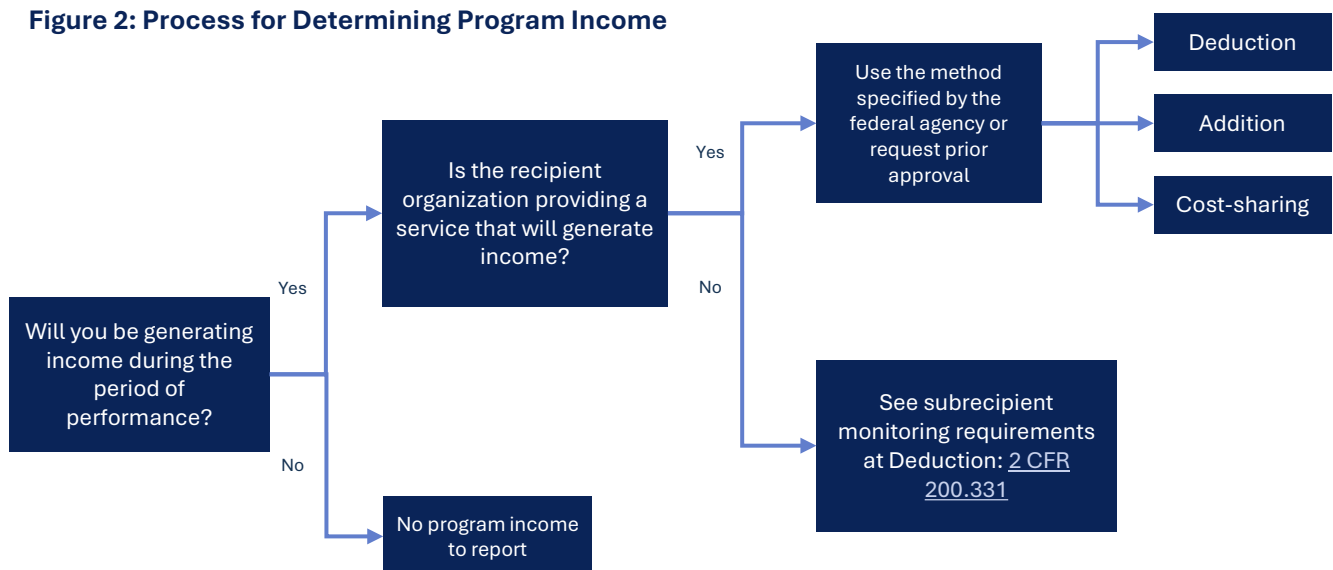 Figure 2: Process for Determining Program Income
Will you be generating
income during the
period of
performance?
Yes
No
No program income
to report
Is the recipient
organization providing a
service that will generate
income?
Yes
No
Use the method
specified by the
federal agency or
request prior
approval
Deduction
Addition
Cost-sharing
See subrecipient
monitoring requirements
at Deduction: 2 CFR
200.331